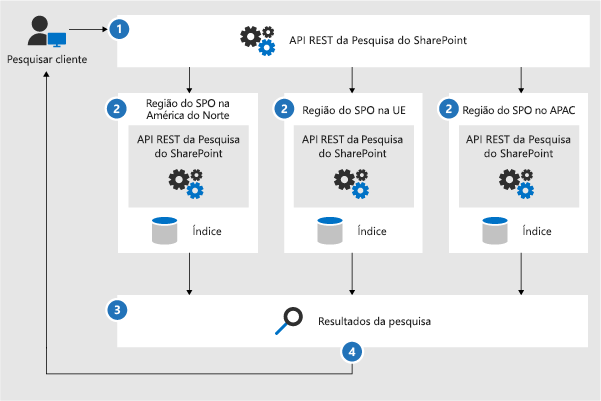 1
API REST da Pesquisa do SharePoint
Pesquisar cliente
2
Região do SPO na
América do Norte
API REST da Pesquisa
do SharePoint
Índice
2
Região do SPO na UE
API REST da Pesquisa
do SharePoint
Índice
2
Região do SPO no APAC
API REST da Pesquisa
do SharePoint
Índice
3
Resultados da pesquisa
4